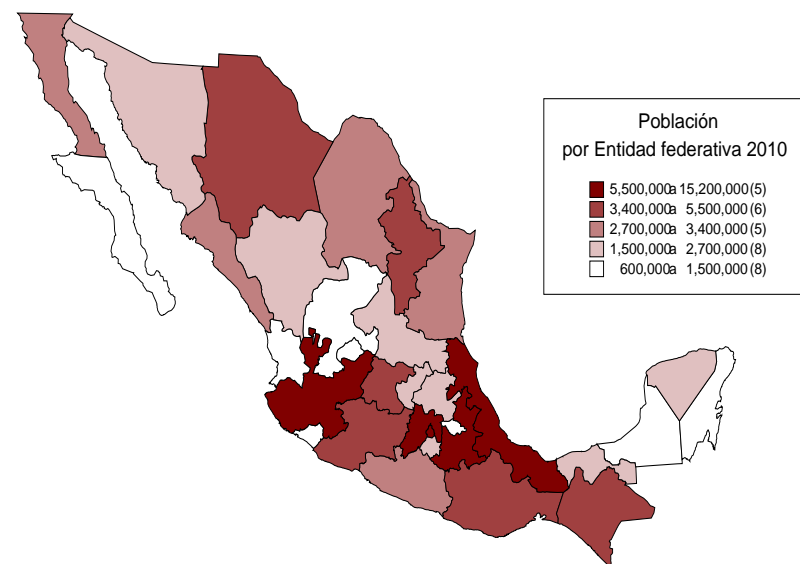 Población
por Entidad federativa 2010
5,500,000a 15,200,000 (5)
3,400,000a 5,500,000 (6)
2,700,000a 3,400,000 (5)
1,500,000a 2,700,000 (8)
600,000a 1,500,000 (8)